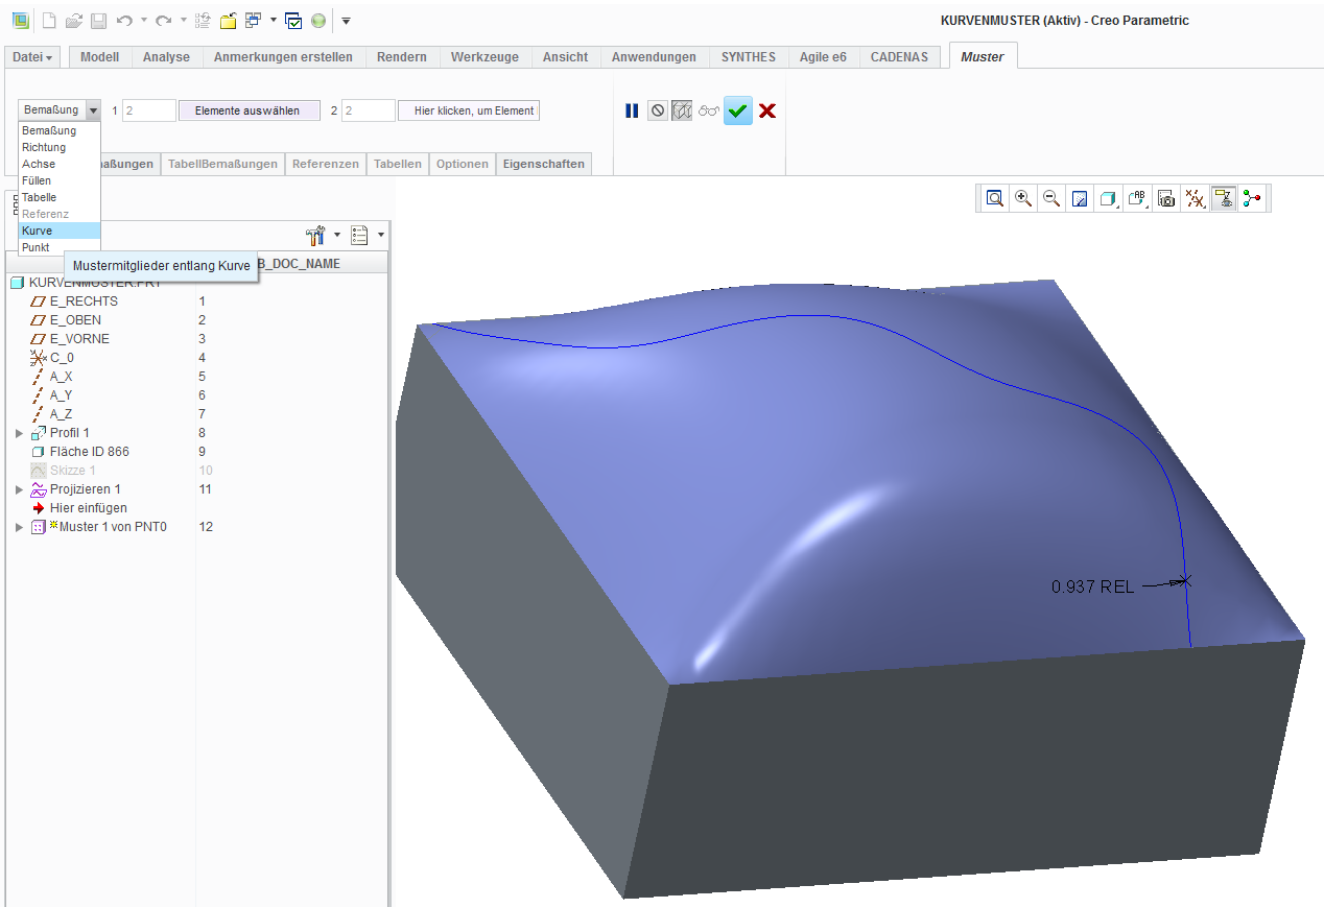 KURVENMUSTER (Aktiv) - Creo Parametric
Datei Modell Analyse Anmerkungen erstellen Rendern Werkzeuge Ansicht Anwendungen SYNTHES Agile e6 CADENAS Muster
Bemaßung 1 2 Elemente auswählen 2 2 Hier klicken, um Element
Bemaßung
Richtung
Achse
aßungen TabellBemaßungen Referenzen Tabellen Optionen Eigenschaften
Füllen
Tabelle
Referenz
Kurve
Punkt
Mustermitglieder entlang Kurve
B_DOC_NAME
KURVENMUSTER.PRT
E_RECHTS 1
E_OBEN 2
E_VORNE 3
C_0 4
A_X 5
A_Y 6
A_Z 7
Profil 1 8
Fläche ID 866 9
Skizze 1 10
Projizieren 1 11
Hier einfügen
Muster 1 von PNT0 12
0.937 REL